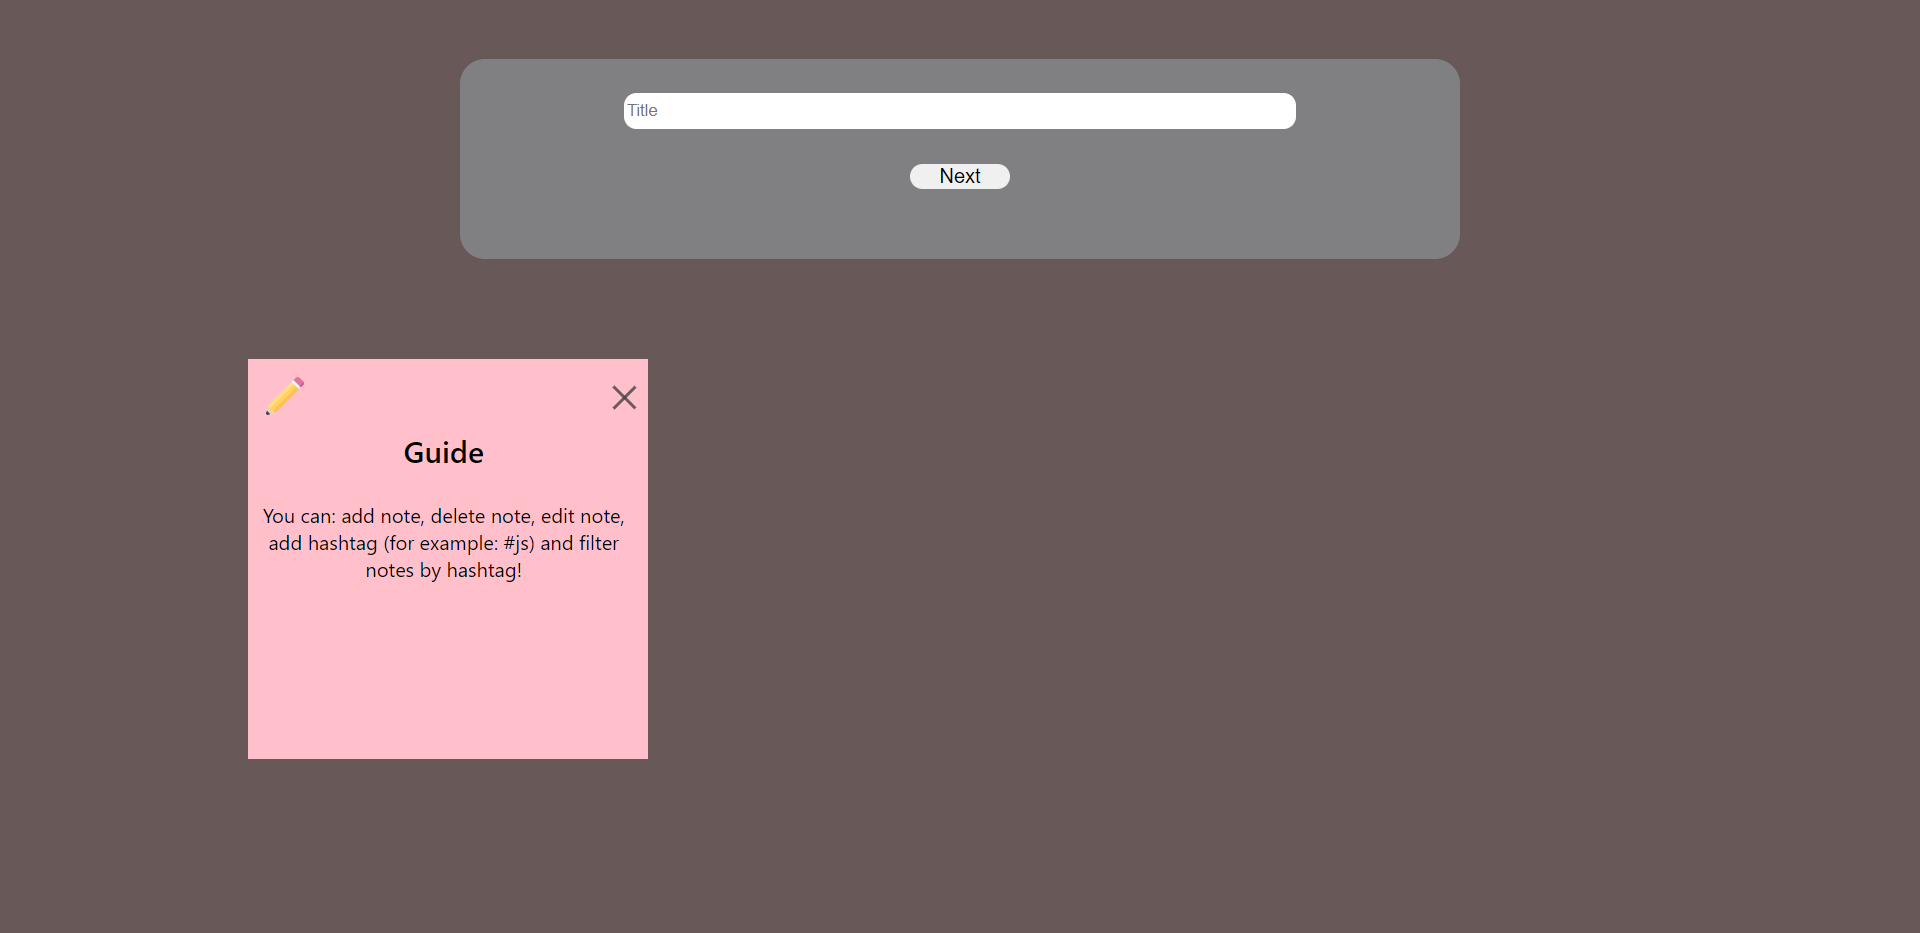 Title
Next
Guide
You can: add note, delete note, edit note,
add hashtag (for example: #js) and filter
notes by hashtag!